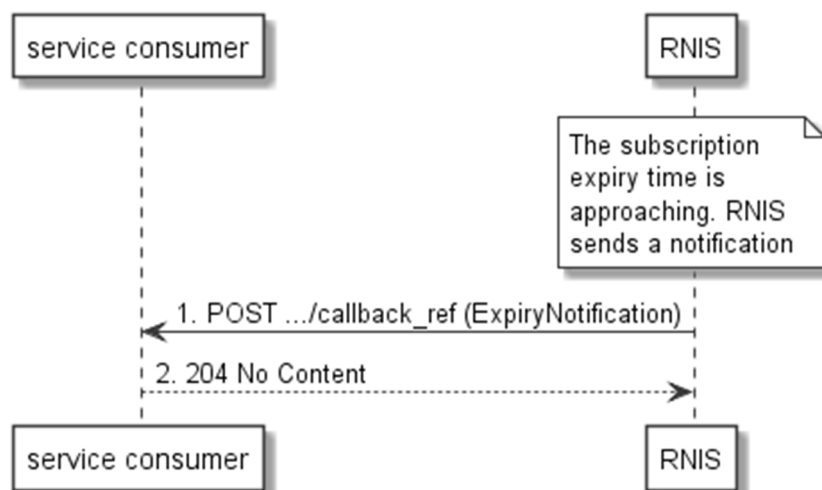 service consumer
RNIS
The subscription
expiry time is
approaching. RNIS
sends a notification
1. POST .../callback_ref (ExpiryNotification)
2. 204 No Content
service consumer
RNIS